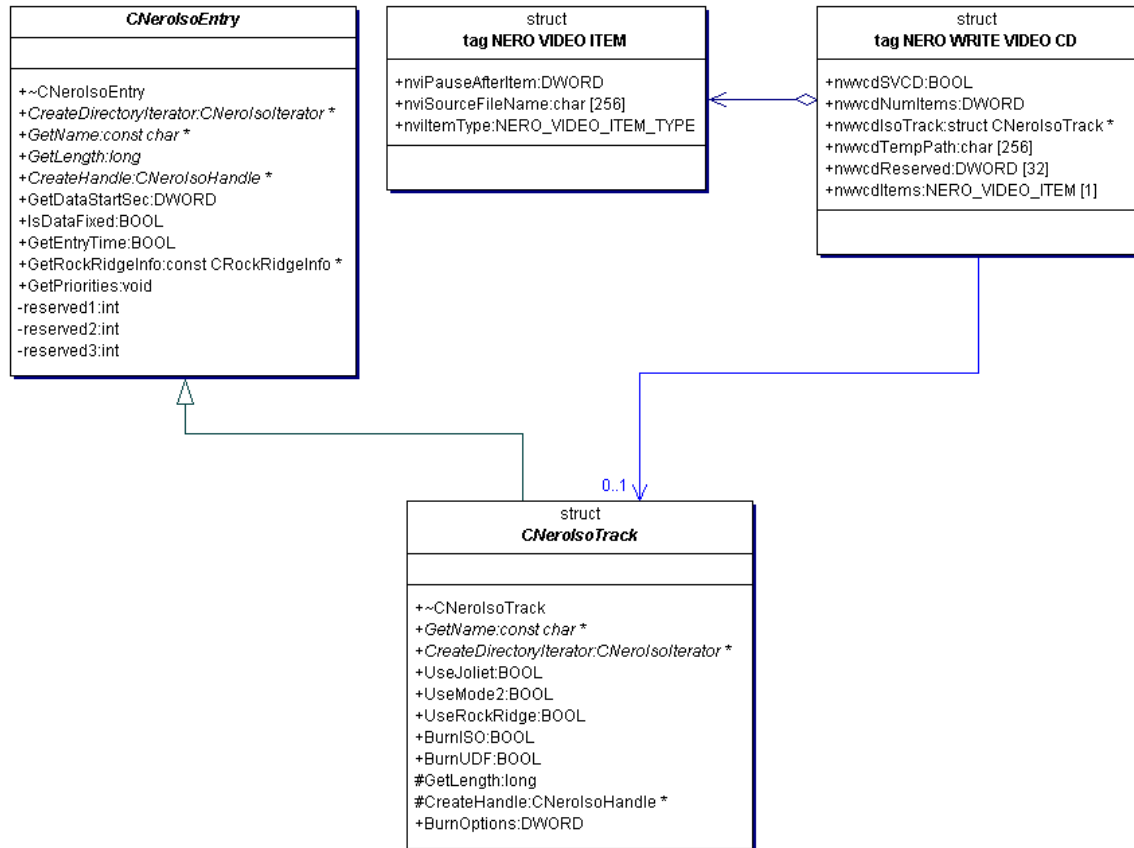 CNeroIsoEntry
+~CNeroIsoEntry
+CreateDirectoryIterator:CNeroIsoIterator *
+GetName:const char *
+GetLength:long
+CreateHandle:CNeroIsoHandle *
+GetDataStartSec:DWORD
+IsDataFixed:BOOL
+GetEntryTime:BOOL
+GetRockRidgeInfo:const CRockRidgeInfo *
+GetPriorities:void
-reserved1:int
-reserved2:int
-reserved3:int
struct
tag NERO VIDEO ITEM
+nviPauseAfterItem:DWORD
+nviSourceFileName:char [256]
+nviItemType:NERO_VIDEO_ITEM_TYPE
struct
tag NERO WRITE VIDEO CD
+nwvcdSVCD:BOOL
+nwvcdNumItems:DWORD
+nwvcdIsoTrack:struct CNeroIsoTrack *
+nwvcdTempPath:char [256]
+nwvcdReserved:DWORD [32]
+nwvcdItems:NERO_VIDEO_ITEM [1]
0..1
struct
CNeroIsoTrack
+~CNeroIsoTrack
+GetName:const char *
+CreateDirectoryIterator:CNeroIsoIterator *
+UseJoliet:BOOL
+UseMode2:BOOL
+UseRockRidge:BOOL
+BurnISO:BOOL
+BurnUDF:BOOL
#GetLength:long
#CreateHandle:CNeroIsoHandle *
+BurnOptions:DWORD